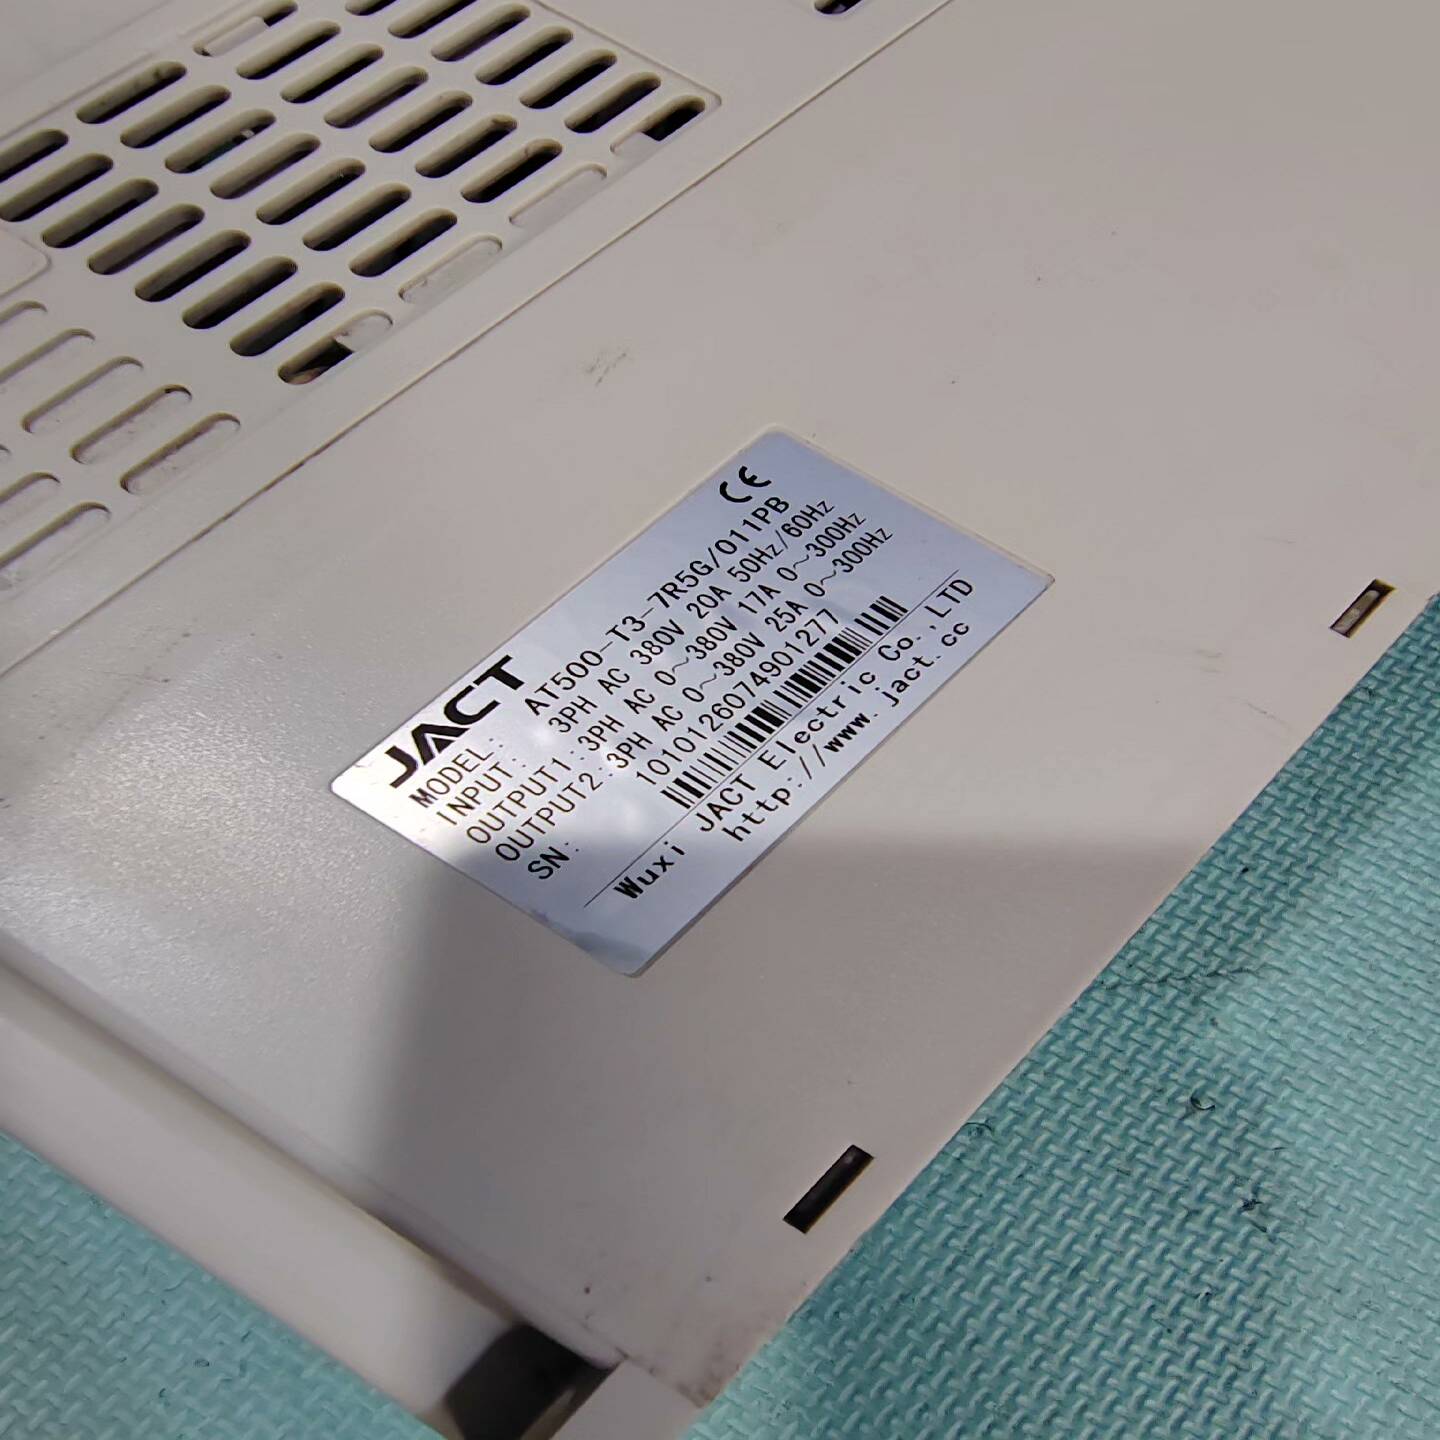 JACT CE
MODEL: AT500-T3-7R5G/011PB
INPUT: 3PH AC 380V 20A 50Hz/60Hz
OUTPUT1: 3PH AC 0~380V 17A 0~300Hz
OUTPUT2: 3PH AC 0~380V 25A 0~300Hz
SN: 10101260749​01277
Wuxi JACT Electric Co.,LTD
http://www.jact.cc